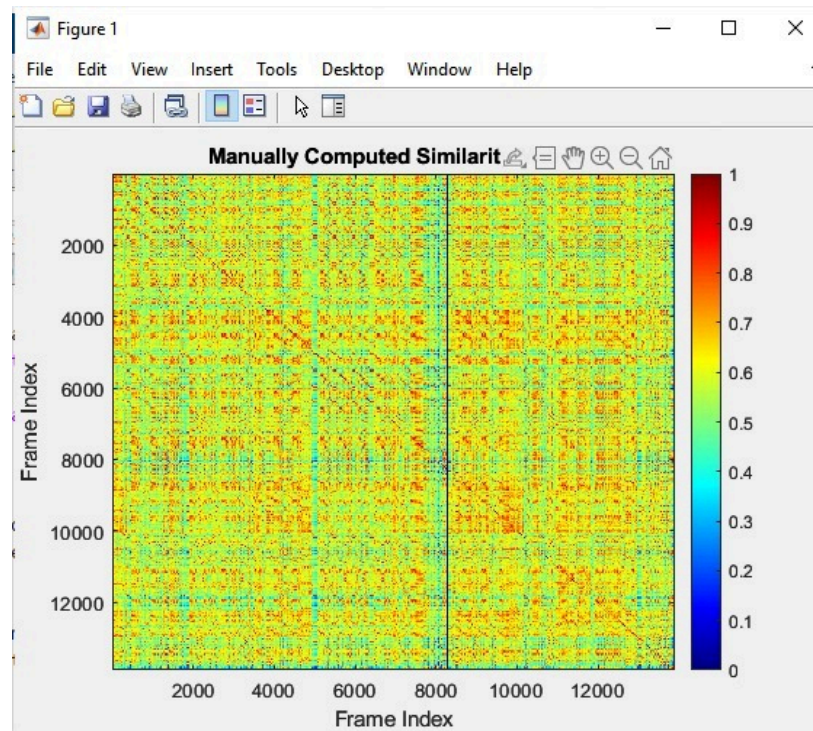 Figure 1
File Edit View Insert Tools Desktop Window Help
Manually Computed Similarit
1
0.9
0.8
0.7
0.6
0.5
0.4
0.3
0.2
0.1
0
2000
4000
6000
8000
10000
12000
Frame Index
2000 4000 6000 8000 10000 12000
Frame Index